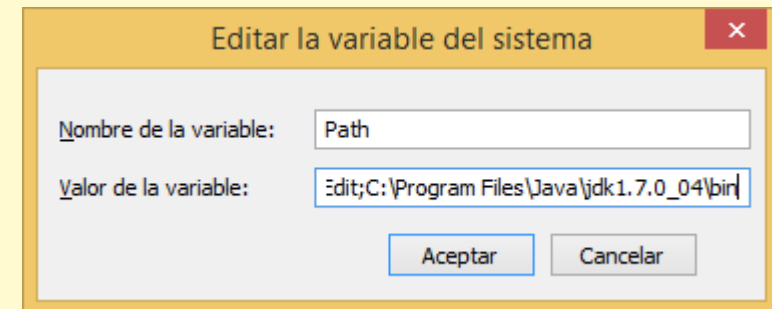 Editar la variable del sistema
Nombre de la variable: Path
Valor de la variable: Edit;C:\Program Files\Java\jdk1.7.0_04\bin
Aceptar Cancelar